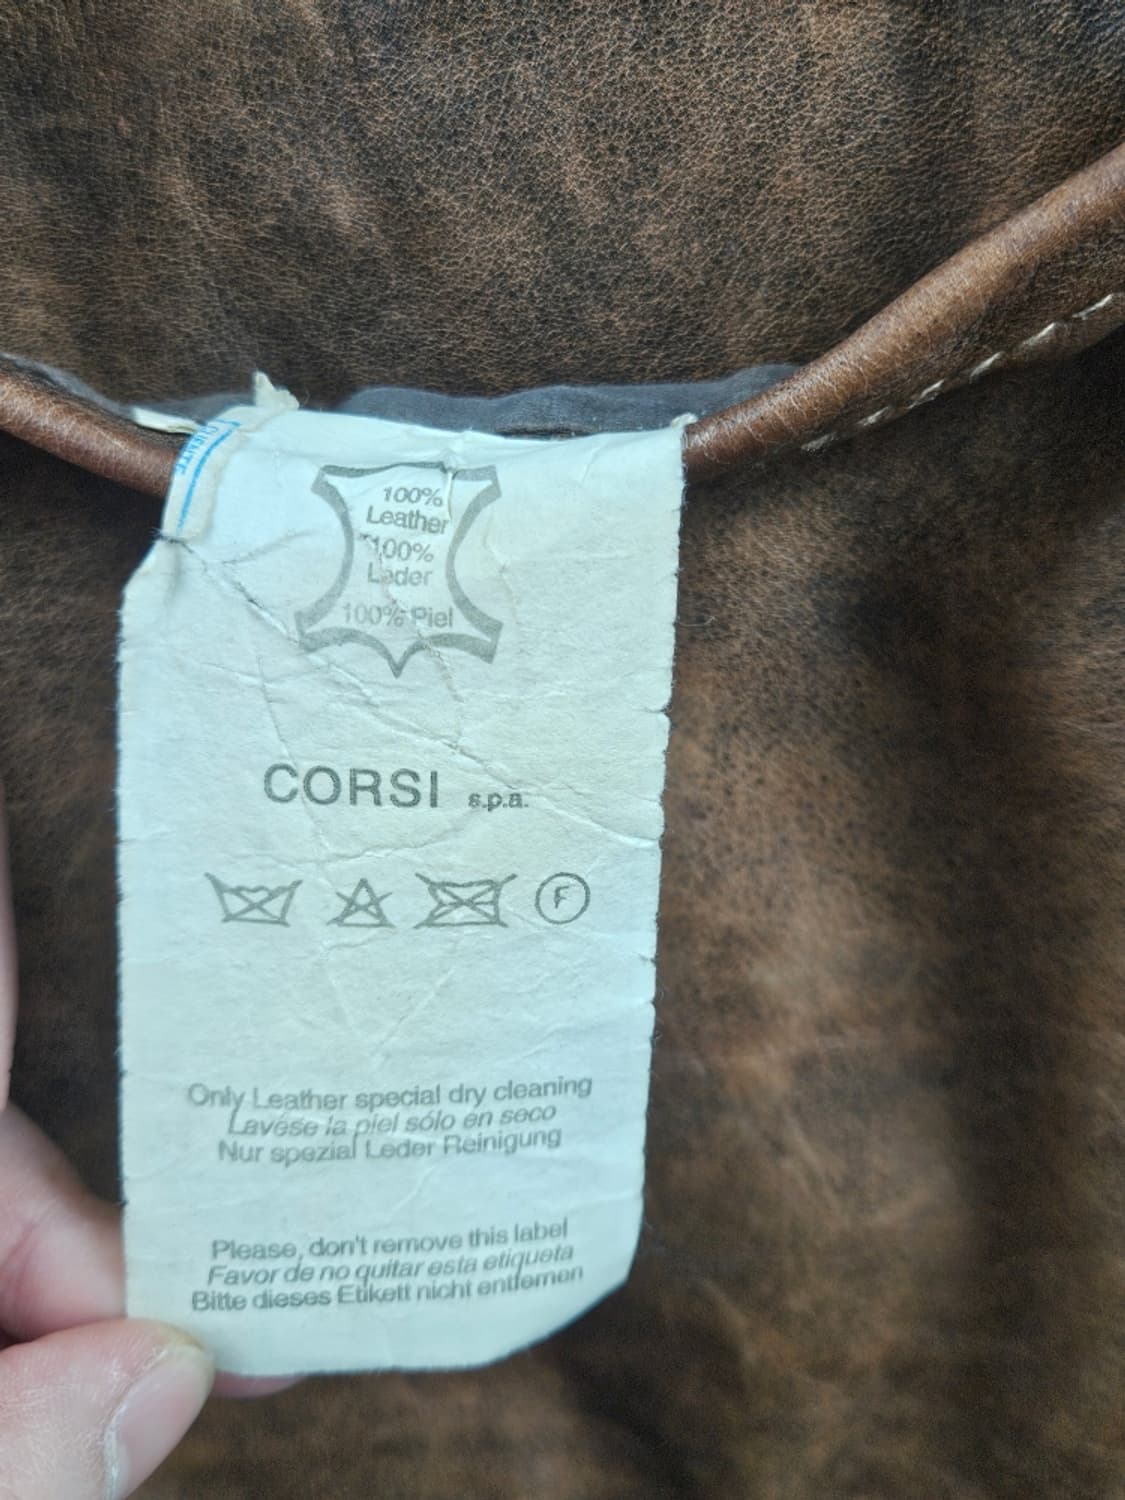 CLIENTE
100%
Leather
100%
Leder
100% Piel
CORSI s.p.a.
F
Only Leather special dry cleaning
Lavése la piel sólo en seco
Nur spezial Leder Reinigung
Please, don't remove this label
Favor de no quitar esta etiqueta
Bitte dieses Etikett nicht entfernen